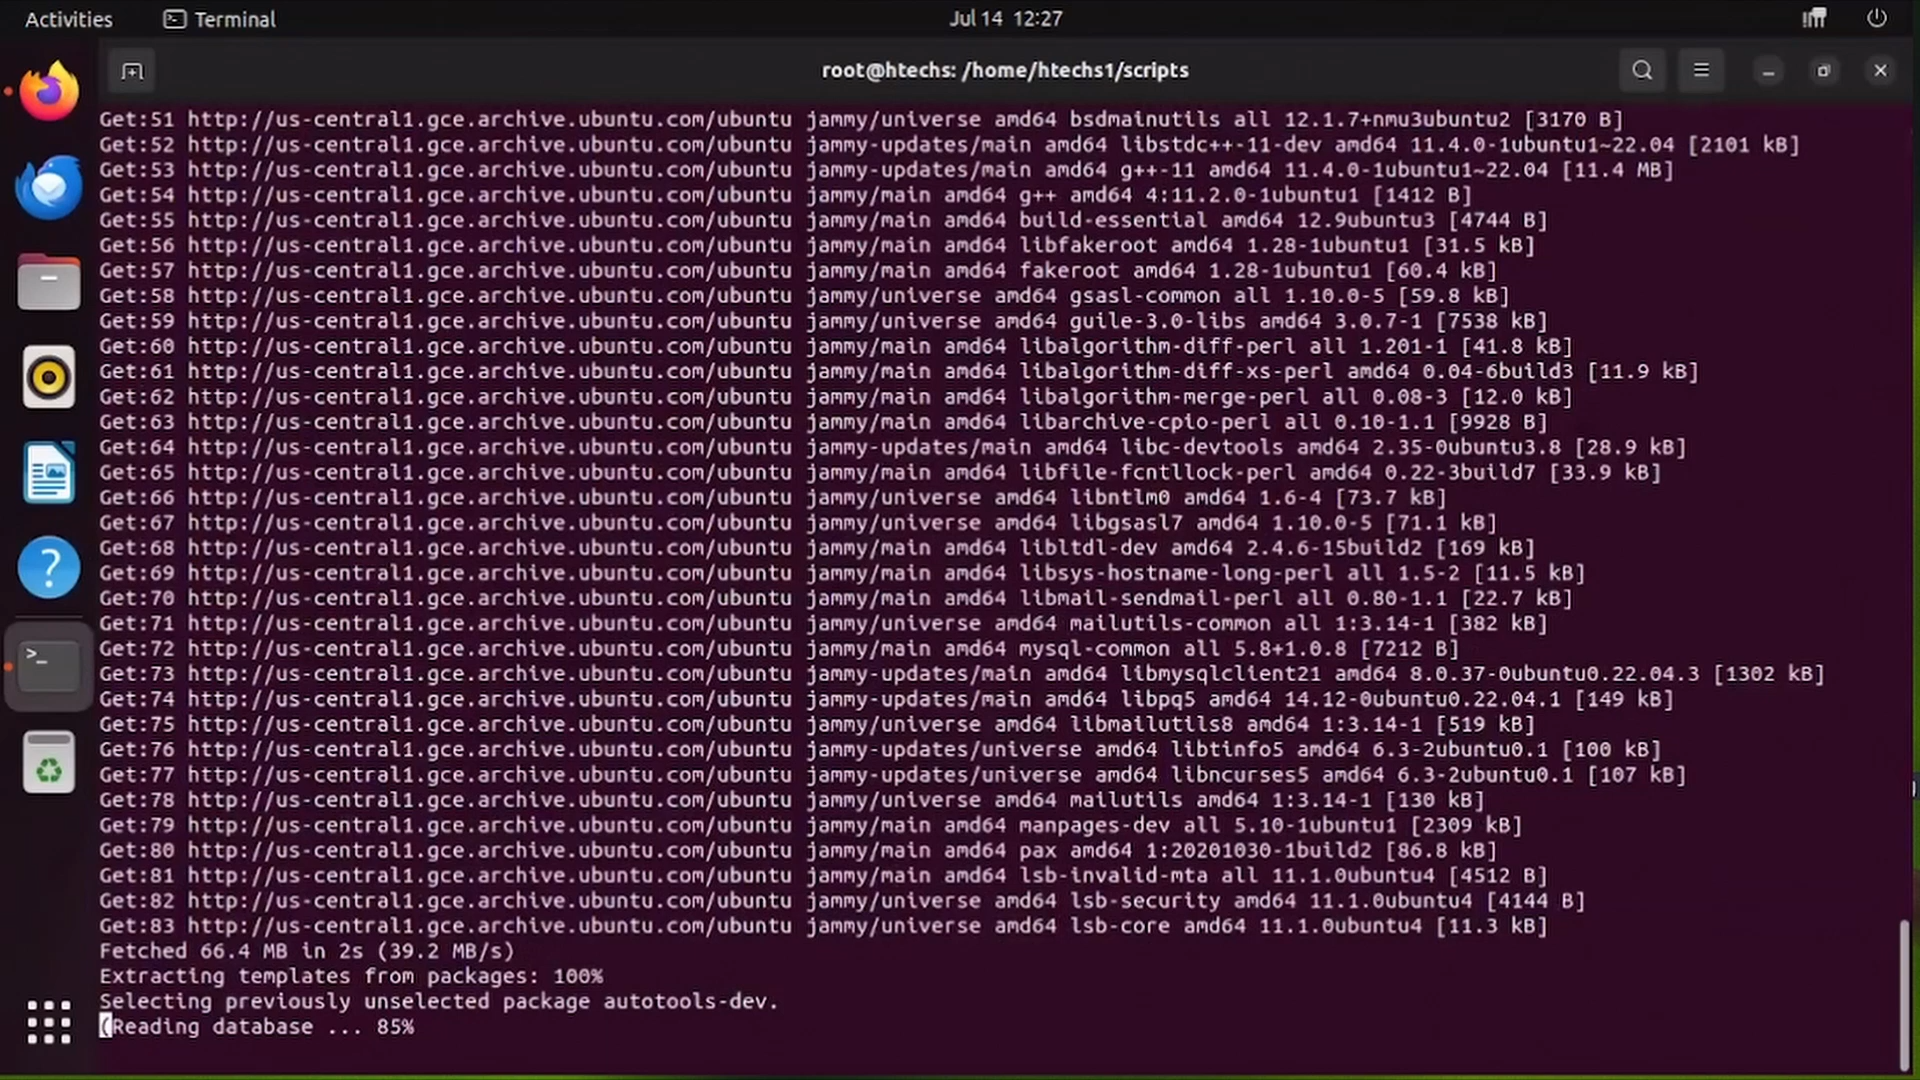 Activities
Terminal
Jul 14 12:27
root@htechs: /home/htechs1/scripts
Get:51 http://us-central1.gce.archive.ubuntu.com/ubuntu jammy/universe amd64 bsdmainutils all 12.1.7+nmu3ubuntu2 [3170 B]
Get:52 http://us-central1.gce.archive.ubuntu.com/ubuntu jammy-updates/main amd64 libstdc++-11-dev amd64 11.4.0-1ubuntu1~22.04 [2101 kB]
Get:53 http://us-central1.gce.archive.ubuntu.com/ubuntu jammy-updates/main amd64 g++-11 amd64 11.4.0-1ubuntu1~22.04 [11.4 MB]
Get:54 http://us-central1.gce.archive.ubuntu.com/ubuntu jammy/main amd64 g++ amd64 4:11.2.0-1ubuntu1 [1412 B]
Get:55 http://us-central1.gce.archive.ubuntu.com/ubuntu jammy/main amd64 build-essential amd64 12.9ubuntu3 [4744 B]
Get:56 http://us-central1.gce.archive.ubuntu.com/ubuntu jammy/main amd64 libfakeroot amd64 1.28-1ubuntu1 [31.5 kB]
Get:57 http://us-central1.gce.archive.ubuntu.com/ubuntu jammy/main amd64 fakeroot amd64 1.28-1ubuntu1 [60.4 kB]
Get:58 http://us-central1.gce.archive.ubuntu.com/ubuntu jammy/universe amd64 gsasl-common all 1.10.0-5 [59.8 kB]
Get:59 http://us-central1.gce.archive.ubuntu.com/ubuntu jammy/universe amd64 guile-3.0-libs amd64 3.0.7-1 [7538 kB]
Get:60 http://us-central1.gce.archive.ubuntu.com/ubuntu jammy/main amd64 libalgorithm-diff-perl all 1.201-1 [41.8 kB]
Get:61 http://us-central1.gce.archive.ubuntu.com/ubuntu jammy/main amd64 libalgorithm-diff-xs-perl amd64 0.04-6build3 [11.9 kB]
Get:62 http://us-central1.gce.archive.ubuntu.com/ubuntu jammy/main amd64 libalgorithm-merge-perl all 0.08-3 [12.0 kB]
Get:63 http://us-central1.gce.archive.ubuntu.com/ubuntu jammy/main amd64 libarchive-cpio-perl all 0.10-1.1 [9928 B]
Get:64 http://us-central1.gce.archive.ubuntu.com/ubuntu jammy-updates/main amd64 libc-devtools amd64 2.35-0ubuntu3.8 [28.9 kB]
Get:65 http://us-central1.gce.archive.ubuntu.com/ubuntu jammy/main amd64 libfile-fcntllock-perl amd64 0.22-3build7 [33.9 kB]
Get:66 http://us-central1.gce.archive.ubuntu.com/ubuntu jammy/universe amd64 libntlm0 amd64 1.6-4 [73.7 kB]
Get:67 http://us-central1.gce.archive.ubuntu.com/ubuntu jammy/universe amd64 libgsasl7 amd64 1.10.0-5 [71.1 kB]
Get:68 http://us-central1.gce.archive.ubuntu.com/ubuntu jammy/main amd64 libltdl-dev amd64 2.4.6-15build2 [169 kB]
Get:69 http://us-central1.gce.archive.ubuntu.com/ubuntu jammy/main amd64 libsys-hostname-long-perl all 1.5-2 [11.5 kB]
Get:70 http://us-central1.gce.archive.ubuntu.com/ubuntu jammy/main amd64 libmail-sendmail-perl all 0.80-1.1 [22.7 kB]
Get:71 http://us-central1.gce.archive.ubuntu.com/ubuntu jammy/universe amd64 mailutils-common all 1:3.14-1 [382 kB]
Get:72 http://us-central1.gce.archive.ubuntu.com/ubuntu jammy/main amd64 mysql-common all 5.8+1.0.8 [7212 B]
Get:73 http://us-central1.gce.archive.ubuntu.com/ubuntu jammy-updates/main amd64 libmysqlclient21 amd64 8.0.37-0ubuntu0.22.04.3 [1302 kB]
Get:74 http://us-central1.gce.archive.ubuntu.com/ubuntu jammy-updates/main amd64 libpq5 amd64 14.12-0ubuntu0.22.04.1 [149 kB]
Get:75 http://us-central1.gce.archive.ubuntu.com/ubuntu jammy/universe amd64 libmailutils8 amd64 1:3.14-1 [519 kB]
Get:76 http://us-central1.gce.archive.ubuntu.com/ubuntu jammy-updates/universe amd64 libtinfo5 amd64 6.3-2ubuntu0.1 [100 kB]
Get:77 http://us-central1.gce.archive.ubuntu.com/ubuntu jammy-updates/universe amd64 libncurses5 amd64 6.3-2ubuntu0.1 [107 kB]
Get:78 http://us-central1.gce.archive.ubuntu.com/ubuntu jammy/universe amd64 mailutils amd64 1:3.14-1 [130 kB]
Get:79 http://us-central1.gce.archive.ubuntu.com/ubuntu jammy/main amd64 manpages-dev all 5.10-1ubuntu1 [2309 kB]
Get:80 http://us-central1.gce.archive.ubuntu.com/ubuntu jammy/main amd64 pax amd64 1:20201030-1build2 [86.8 kB]
Get:81 http://us-central1.gce.archive.ubuntu.com/ubuntu jammy/main amd64 lsb-invalid-mta all 11.1.0ubuntu4 [4512 B]
Get:82 http://us-central1.gce.archive.ubuntu.com/ubuntu jammy/main amd64 lsb-security amd64 11.1.0ubuntu4 [4144 B]
Get:83 http://us-central1.gce.archive.ubuntu.com/ubuntu jammy/main amd64 lsb-core amd64 11.1.0ubuntu4 [11.3 kB]
Fetched 66.4 MB in 2s (39.2 MB/s)
Extracting templates from packages: 100%
Selecting previously unselected package autotools-dev.
(Reading database ... 85%